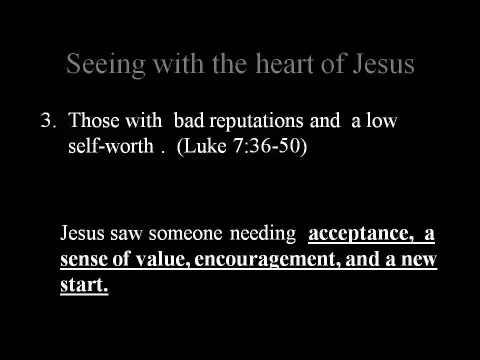 Seeing with the heart of Jesus
3. Those with bad reputations and a low
self-worth . (Luke 7:36-50)
Jesus saw someone needing acceptance, a
sense of value, encouragement, and a new
start.